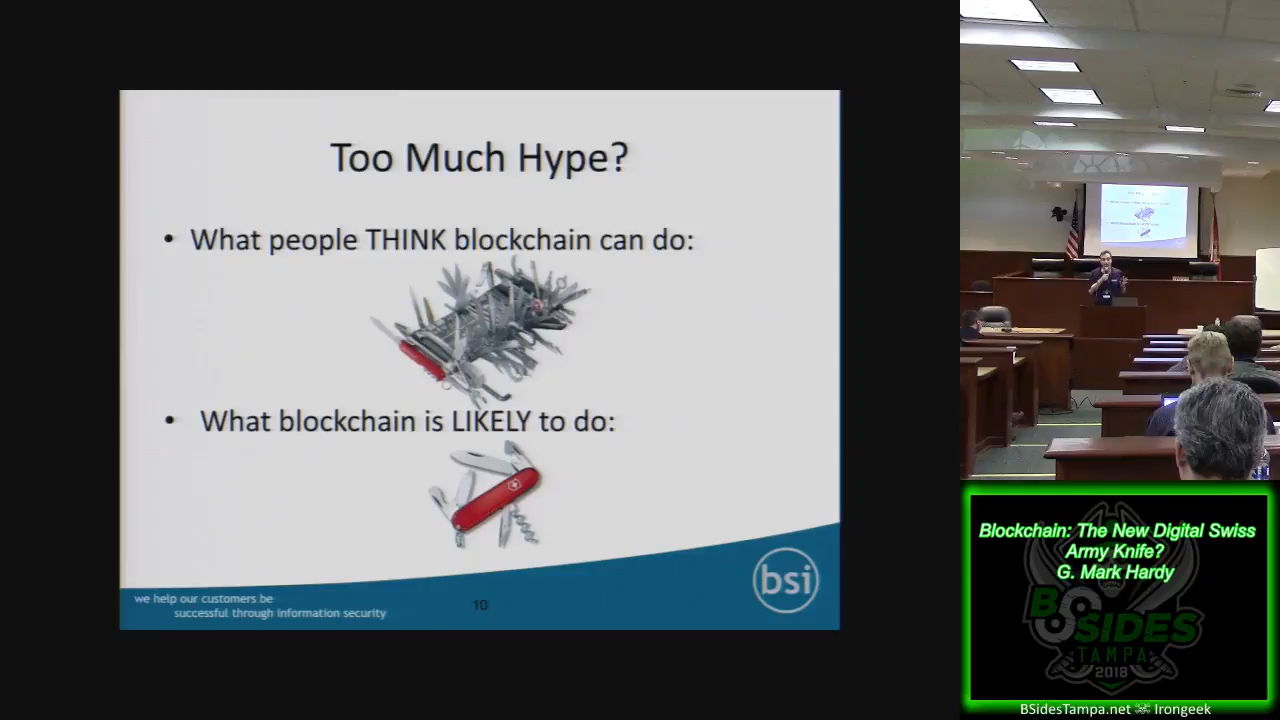 Too Much Hype?
• What people THINK blockchain can do:
• What blockchain is LIKELY to do:
we help our customers be
successful through information security
10
bsi
Blockchain: The New Digital Swiss
Army Knife?
G. Mark Hardy
BSIDES
TAMPA
2018
BSidesTampa.net Irongeek